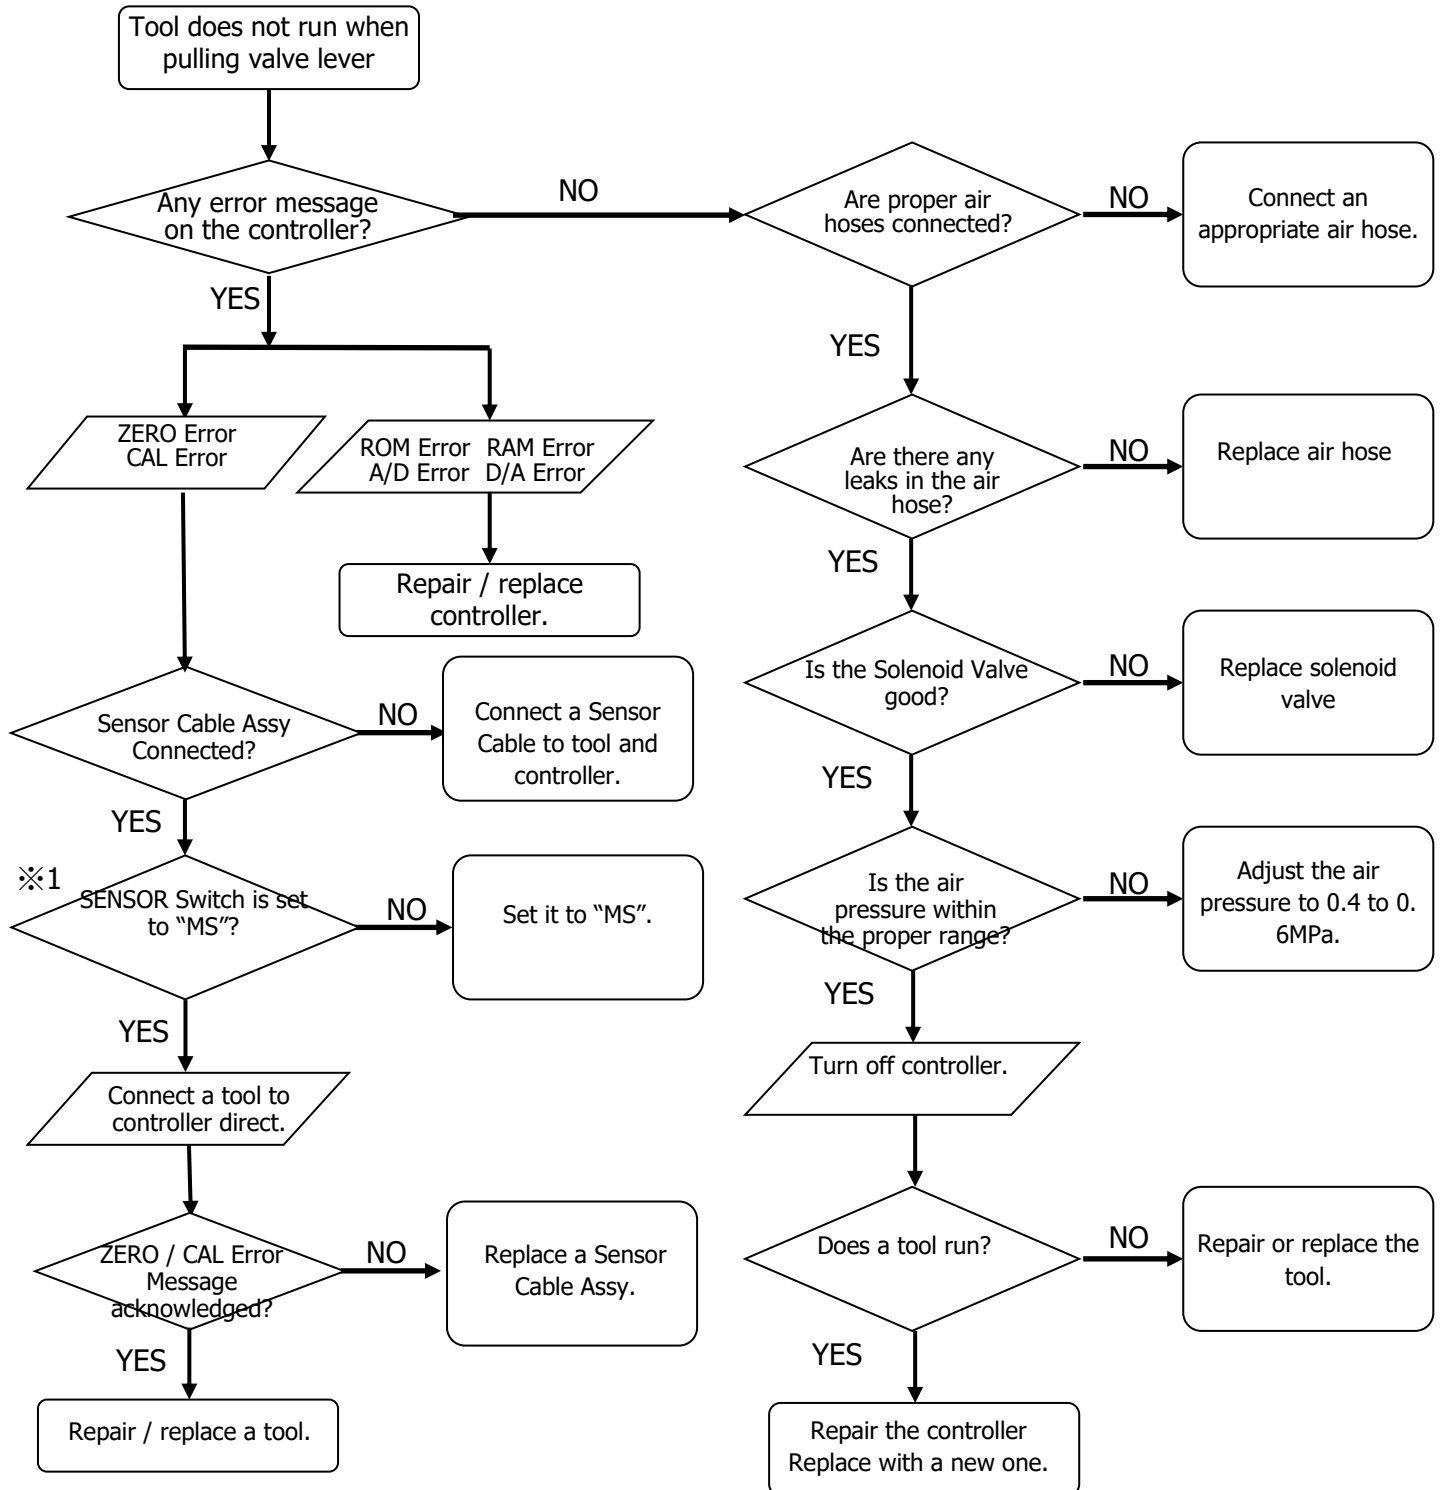 Tool does not run when
pulling valve lever
Any error message
on the controller?
NO
Are proper air
hoses connected?
NO
Connect an
appropriate air hose.
YES
YES
ZERO Error
CAL Error
ROM Error RAM Error
A/D Error D/A Error
Are there any
leaks in the air
hose?
NO
Replace air hose
YES
Repair / replace
controller.
Is the Solenoid Valve
good?
NO
Replace solenoid
valve
Sensor Cable Assy
Connected?
NO
Connect a Sensor
Cable to tool and
controller.
YES
YES
※1
SENSOR Switch is set
to “MS”?
NO
Set it to “MS”.
Is the air
pressure within
the proper range?
NO
Adjust the air
pressure to 0.4 to 0.
6MPa.
YES
YES
Connect a tool to
controller direct.
Turn off controller.
ZERO / CAL Error
Message
acknowledged?
NO
Replace a Sensor
Cable Assy.
Does a tool run?
NO
Repair or replace the
tool.
YES
YES
Repair / replace a tool.
Repair the controller
Replace with a new one.